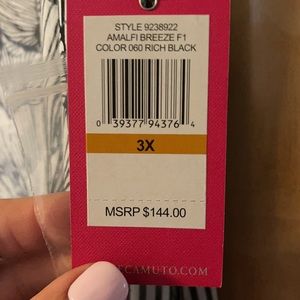 STYLE 9238922
AMALFI BREEZE F1
COLOR 060 RICH BLACK
0 39377 94376 4
3X
MSRP $144.00
CAMUTO.COM